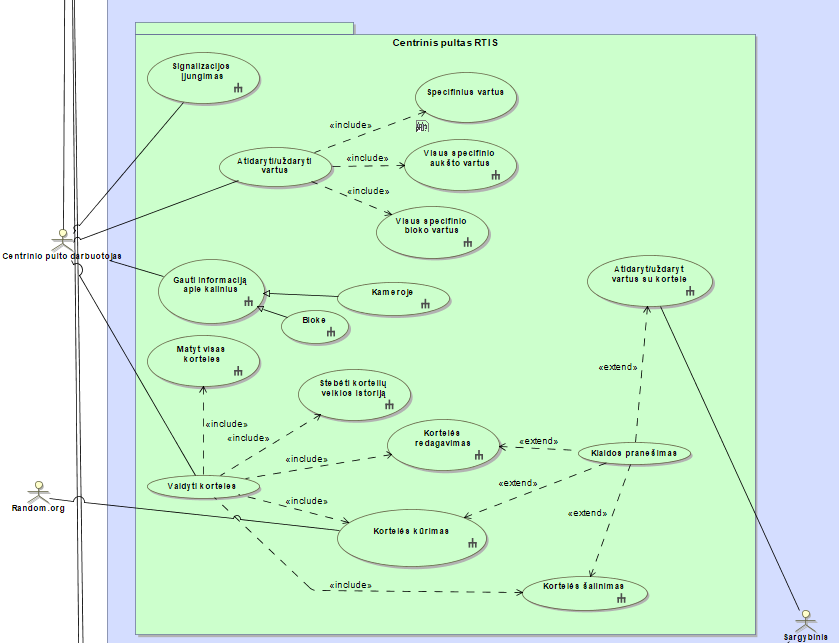 Centrinis pultas RTIS
Signalizacijos
įjungimas
Specifinius vartus
«include»
Atidaryti/uždaryti
vartus
«include»
Visus specifinio
aukšto vartus
«include»
Visus specifinio
bloko vartus
Centrinio pulto darbuotojas
Gauti informaciją
apie kalinius
Kameroje
Bloke
Atidaryt/uždaryt
vartus su kortele
Matyt visas
korteles
«extend»
Stebėti kortelių
veiklos istoriją
«include»
«include»
Kortelės
redagavimas
«extend»
Klaidos pranešimas
«include»
Valdyti korteles
«extend»
Random.org
«include»
Kortelės kūrimas
«extend»
«include»
Kortelės šalinimas
Sargybinis